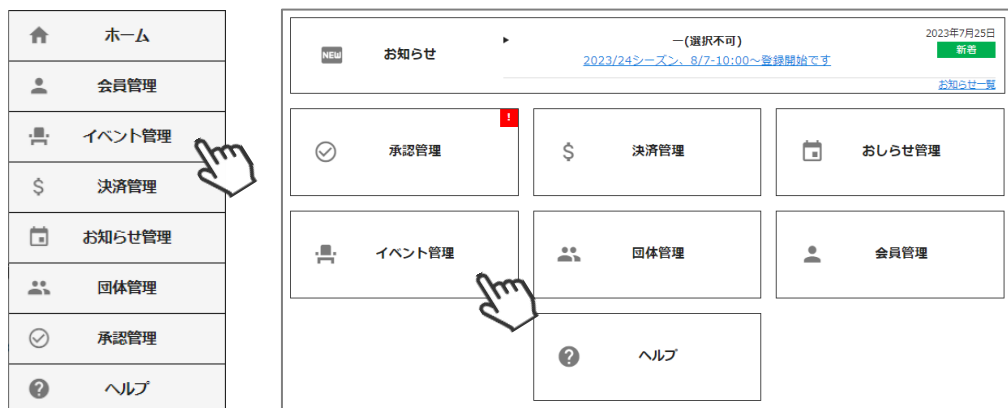 ホーム
会員管理
イベント管理
決済管理
お知らせ管理
団体管理
承認管理
ヘルプ
NEW
お知らせ
ー(選択不可)
2023/24シーズン、8/7-10:00～登録開始です
2023年7月25日
新着
お知らせ一覧
承認管理
!
決済管理
おしらせ管理
イベント管理
団体管理
会員管理
ヘルプ